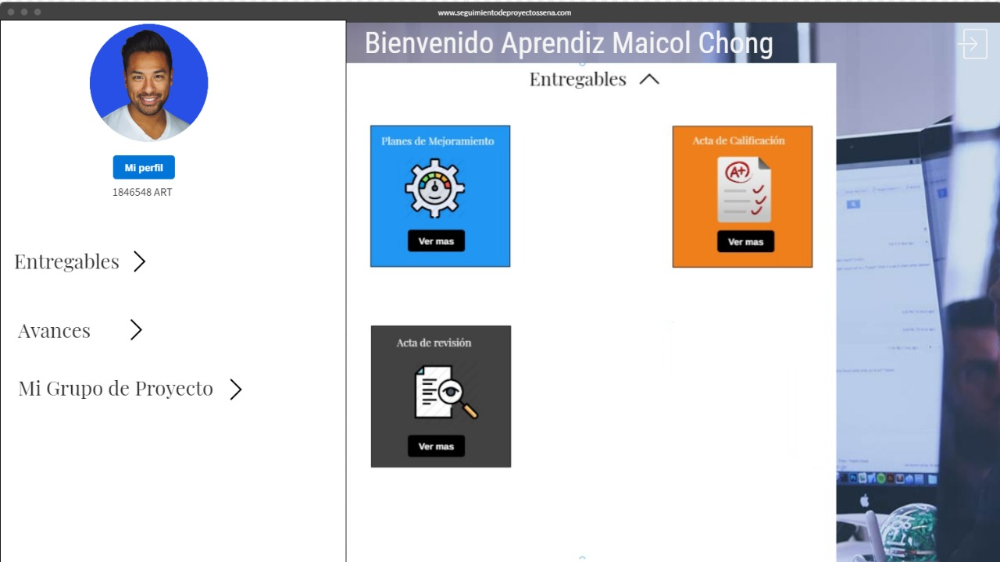 www.seguimientodeproyectossena.com
Bienvenido Aprendiz Maicol Chong
Mi perfil
1846548 ART
Entregables
Avances
Mi Grupo de Proyecto
Entregables
Planes de Mejoramiento
Ver mas
Acta de Calificación
A+
Ver mas
Acta de revisión
Ver mas